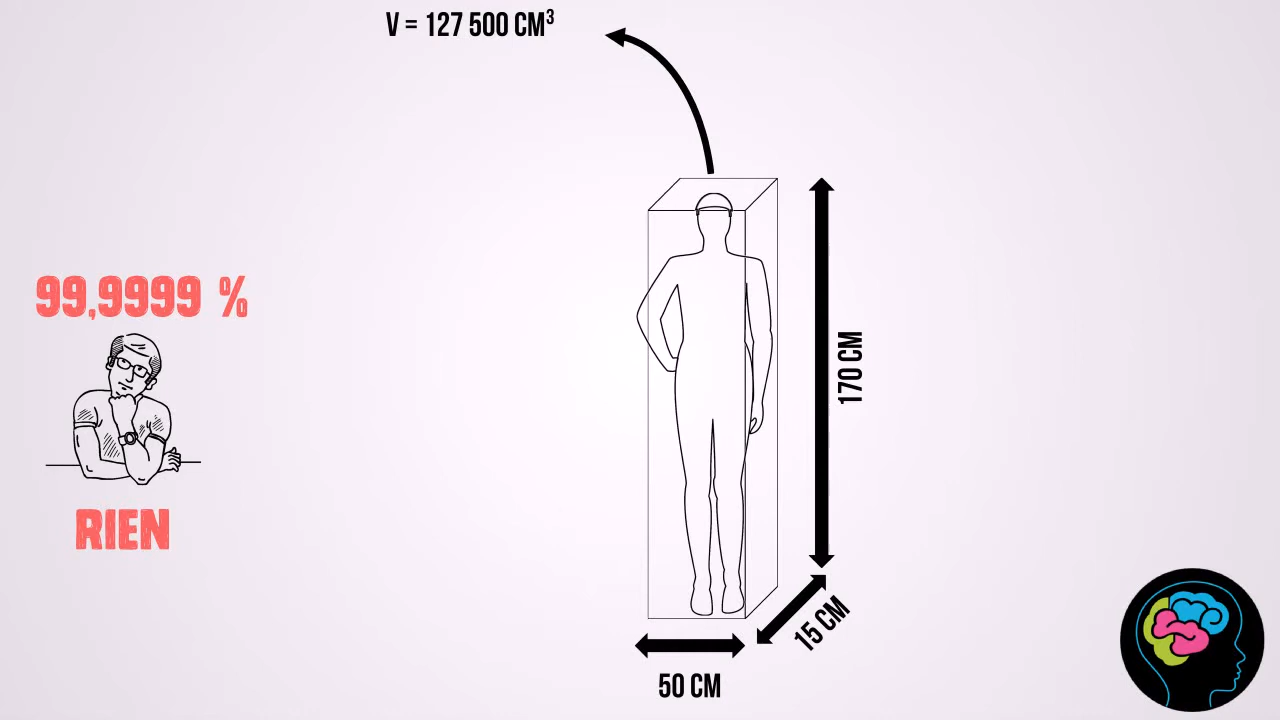 V = 127 500 CM³
99,9999 %
RIEN
170 CM
15 CM
50 CM